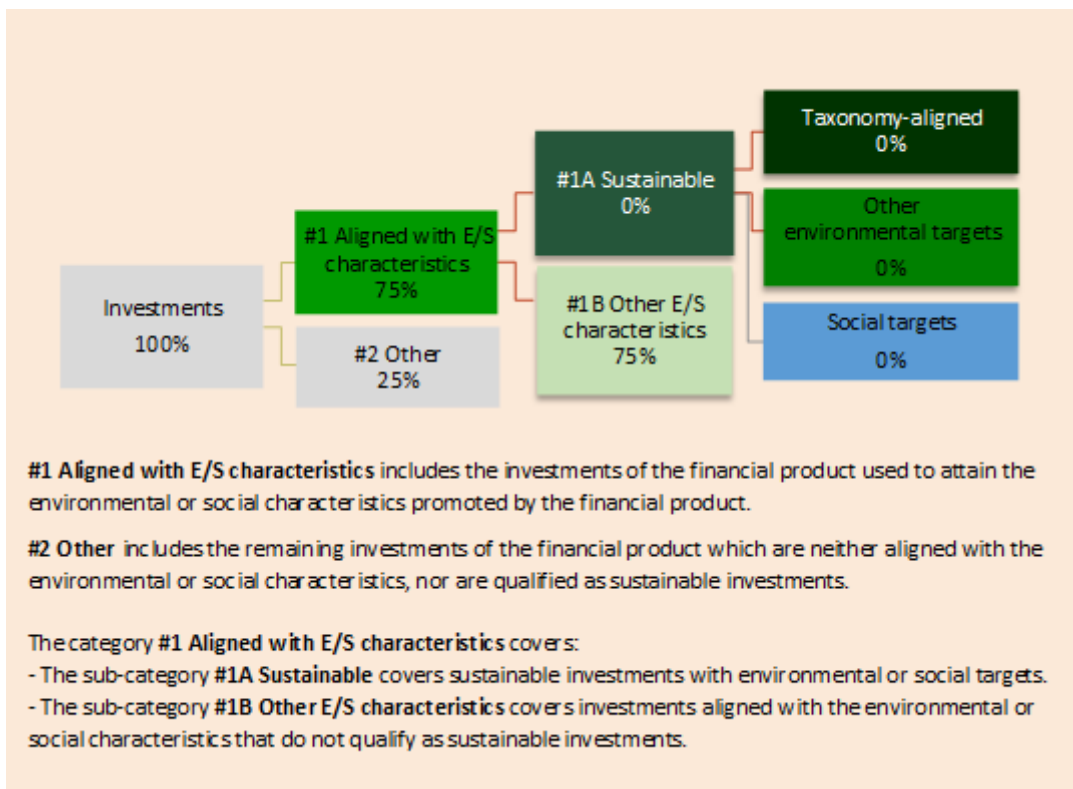 Investments
100%
#1 Aligned with E/S
characteristics
75%
#2 Other
25%
#1A Sustainable
0%
#1B Other E/S
characteristics
75%
Taxonomy-aligned
0%
Other
environmental targets
0%
Social targets
0%
#1 Aligned with E/S characteristics includes the investments of the financial product used to attain the
environmental or social characteristics promoted by the financial product.
#2 Other includes the remaining investments of the financial product which are neither aligned with the
environmental or social characteristics, nor are qualified as sustainable investments.
The category #1 Aligned with E/S characteristics covers:
- The sub-category #1A Sustainable covers sustainable investments with environmental or social targets.
- The sub-category #1B Other E/S characteristics covers investments aligned with the environmental or
social characteristics that do not qualify as sustainable investments.